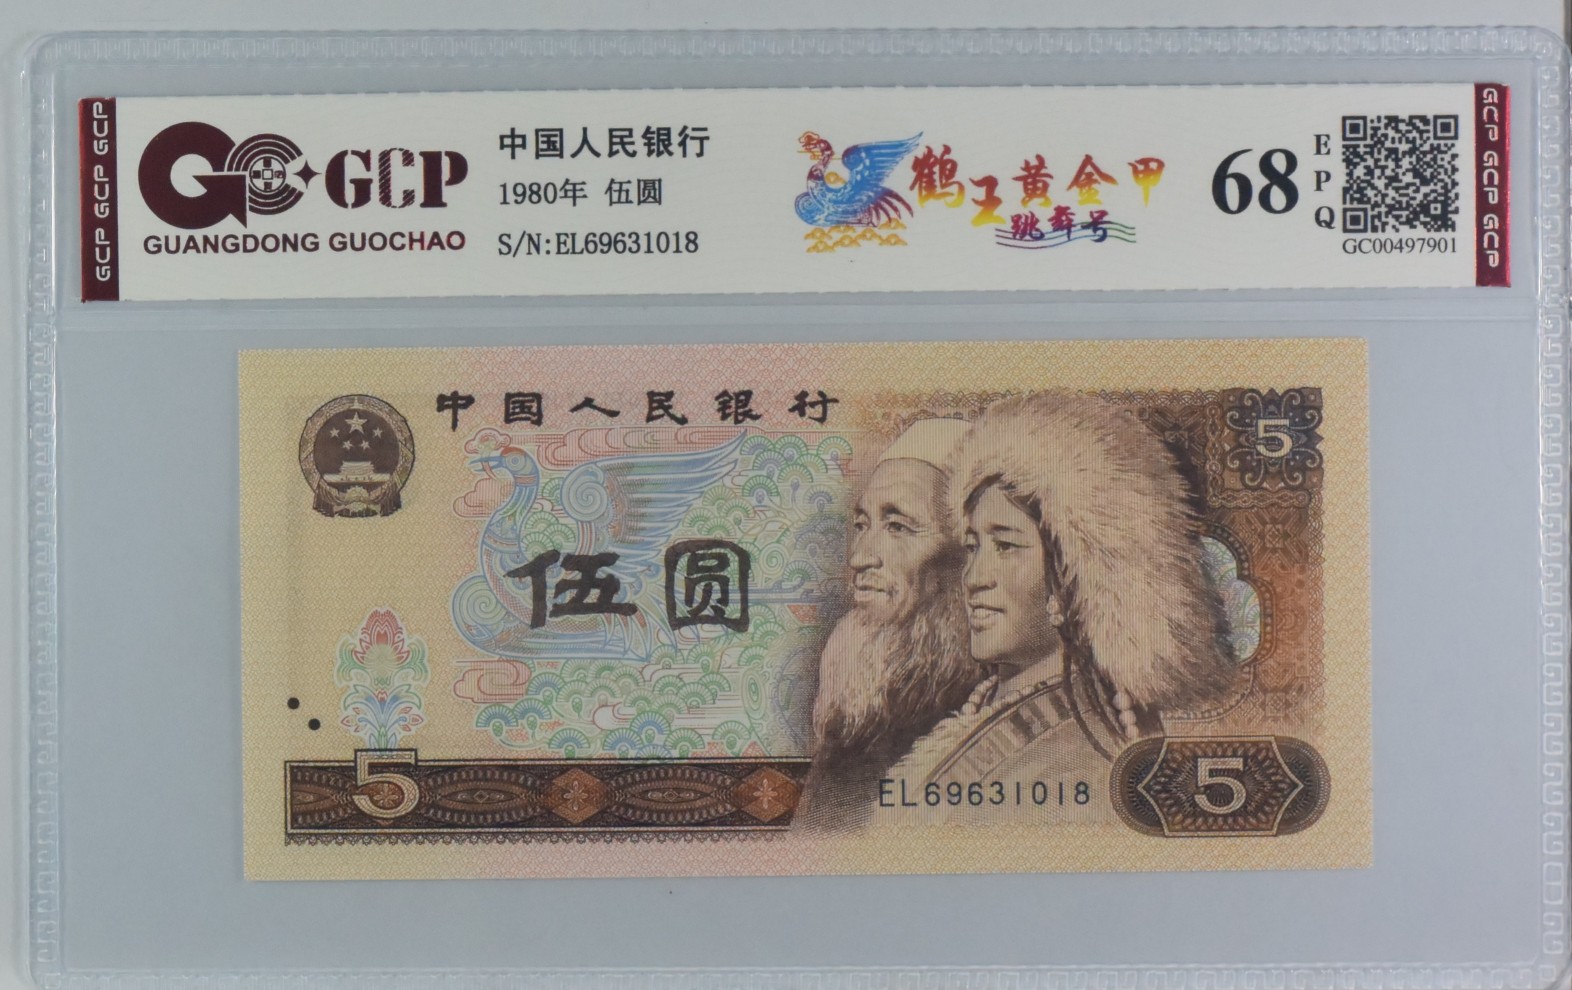 GCP GCP GCP
GCP
GUANGDONG GUOCHAO
中国人民银行
1980年 伍圆
S/N:EL69631018
鹤王黄金甲
跳舞号
68
EPQ
GC00497901
GCP GCP GCP
中国人民银行
5
伍圆
5
EL69631018
5